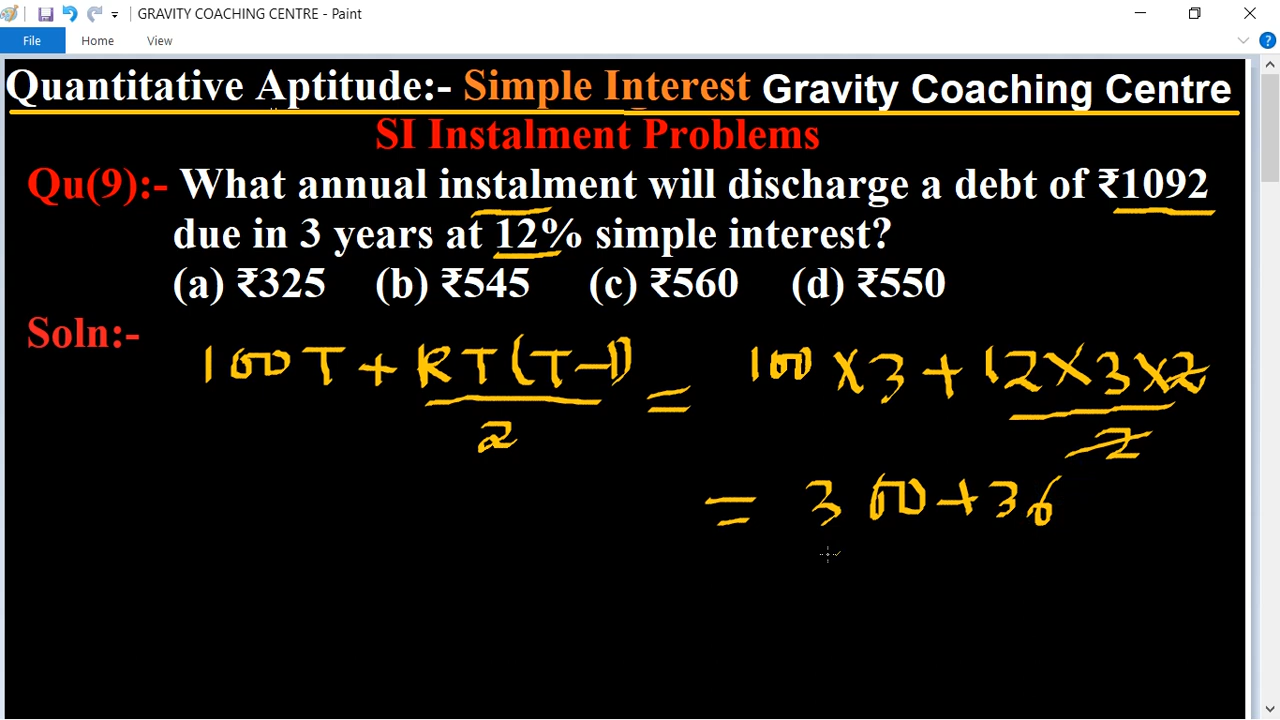 GRAVITY COACHING CENTRE - Paint
File Home View
Quantitative Aptitude:- Simple Interest Gravity Coaching Centre
SI Instalment Problems
Qu(9):- What annual instalment will discharge a debt of ₹1092
due in 3 years at 12% simple interest?
(a) ₹325 (b) ₹545 (c) ₹560 (d) ₹550
Soln:-
100T + RT(T-1)/2 = 100 × 3 + 12×3×2/2
= 300+36